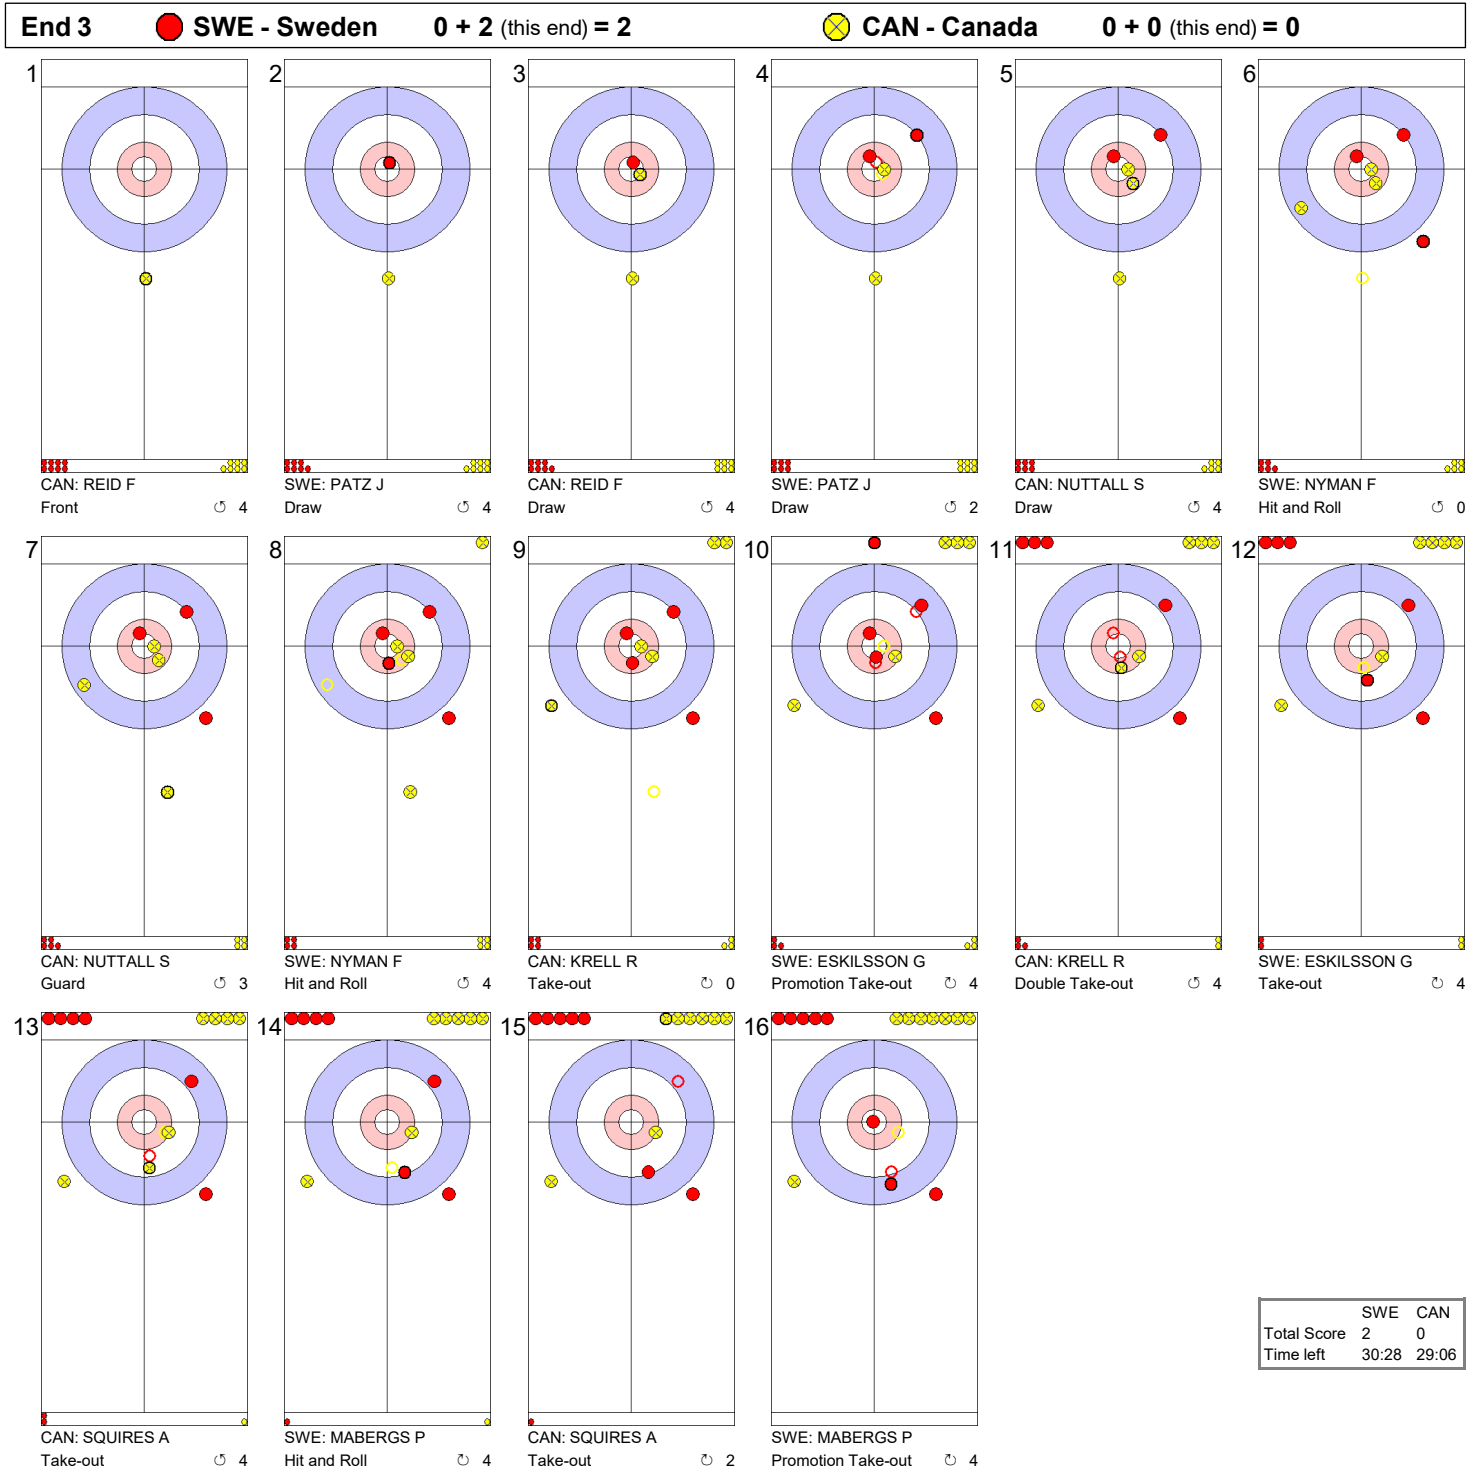 End 3 SWE - Sweden 0 + 2 (this end) = 2 CAN - Canada 0 + 0 (this end) = 0
1 2 3 4 5 6
CAN: REID F SWE: PATZ J CAN: REID F SWE: PATZ J CAN: NUTTALL S SWE: NYMAN F
Front ↺ 4 Draw ↺ 4 Draw ↺ 4 Draw ↺ 2 Draw ↺ 4 Hit and Roll ↺ 0
7 8 9 10 11 12
CAN: NUTTALL S SWE: NYMAN F CAN: KRELL R SWE: ESKILSSON G CAN: KRELL R SWE: ESKILSSON G
Guard ↺ 3 Hit and Roll ↺ 4 Take-out ↻ 0 Promotion Take-out ↻ 4 Double Take-out ↺ 4 Take-out ↻ 4
13 14 15 16
SWE CAN
Total Score 2 0
Time left 30:28 29:06
CAN: SQUIRES A SWE: MABERGS P CAN: SQUIRES A SWE: MABERGS P
Take-out ↺ 4 Hit and Roll ↻ 4 Take-out ↻ 2 Promotion Take-out ↻ 4